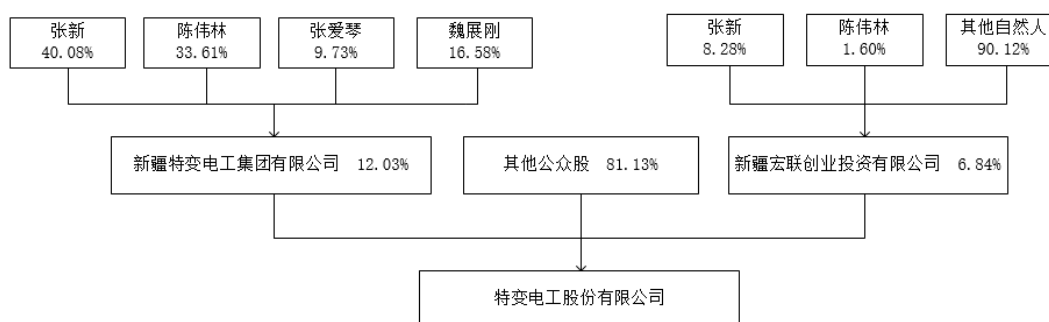 张新
40.08%
陈伟林
33.61%
张爱琴
9.73%
魏展刚
16.58%
张新
8.28%
陈伟林
1.60%
其他自然人
90.12%
新疆特变电工集团有限公司 12.03%
其他公众股 81.13%
新疆宏联创业投资有限公司 6.84%
特变电工股份有限公司